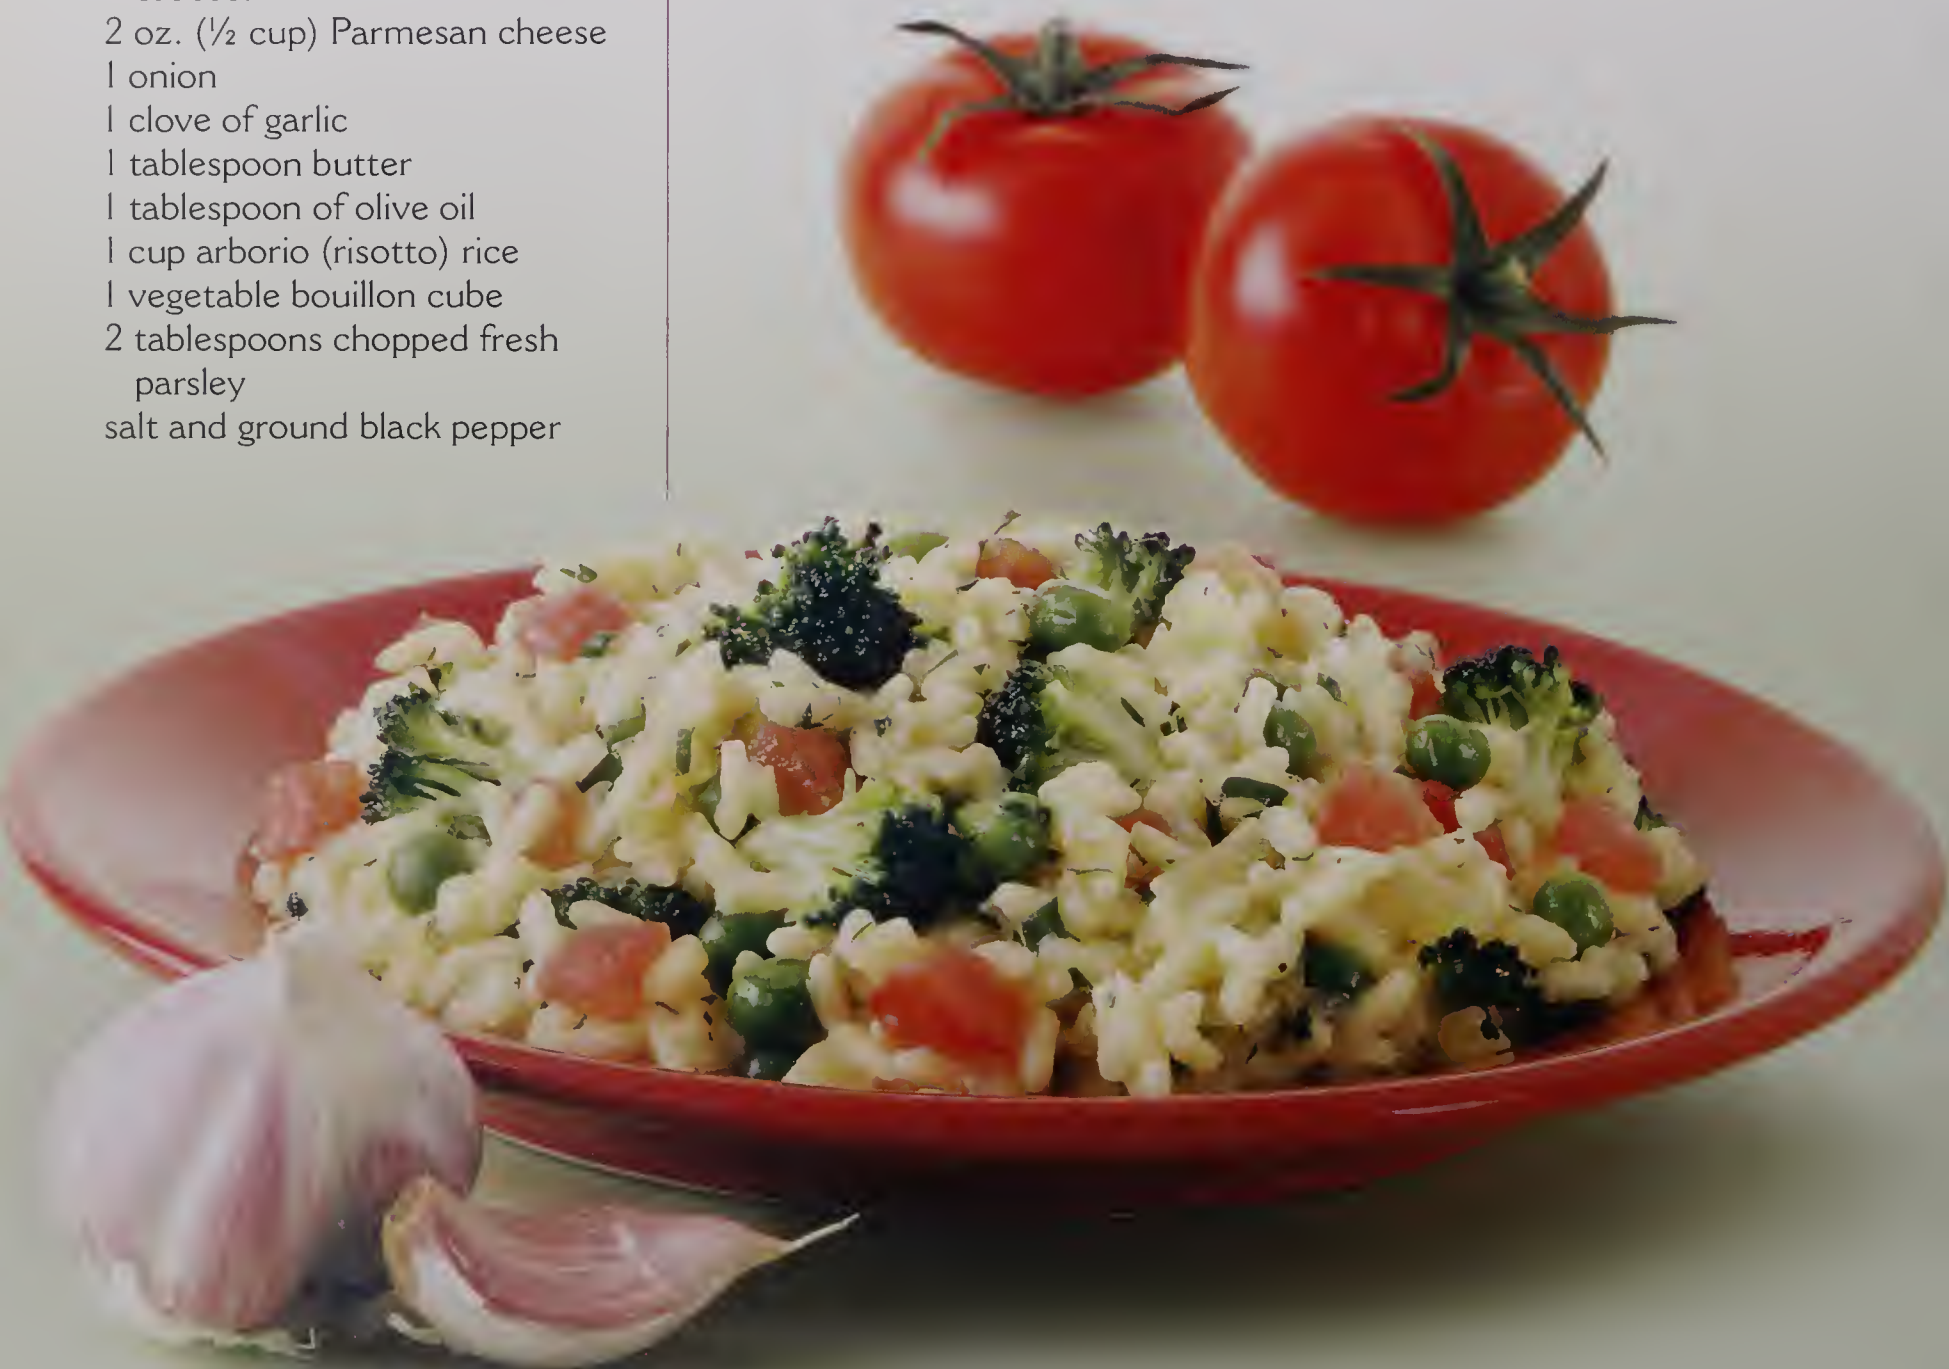 2 oz. (½ cup) Parmesan cheese
1 onion
1 clove of garlic
1 tablespoon butter
1 tablespoon of olive oil
1 cup arborio (risotto) rice
1 vegetable bouillon cube
2 tablespoons chopped fresh
parsley
salt and ground black pepper